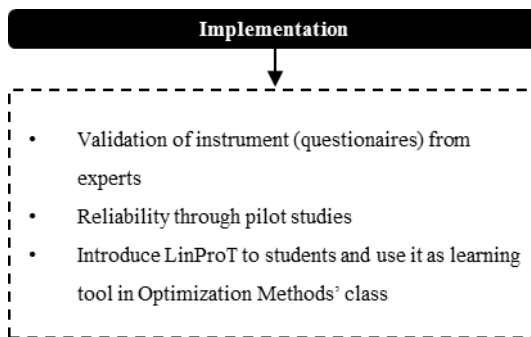 Implementation
• Validation of instrument (questionaires) from
experts
• Reliability through pilot studies
• Introduce LinProT to students and use it as learning
tool in Optimization Methods’ class